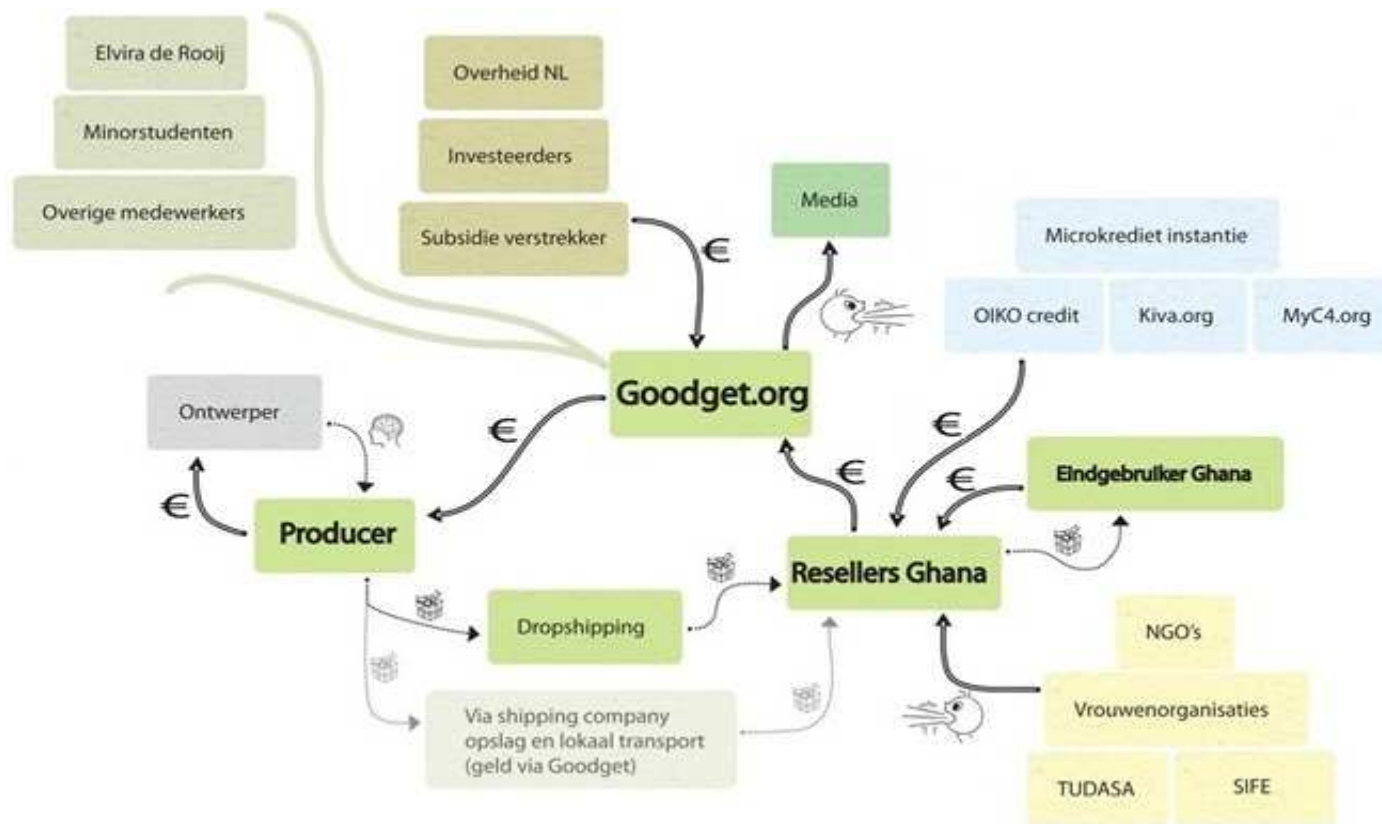 Elvira de Rooij
Minorstudenten
Overige medewerkers
Overheid NL
Investeerders
Subsidie verstrekker
€
Media
Microkrediet instantie
OIKO credit
Kiva.org
MyC4.org
Goodget.org
Ontwerper
€
€
€
€
€
Eindgebruiker Ghana
Producer
Resellers Ghana
Dropshipping
NGO's
Via shipping company
opslag en lokaal transport
(geld via Goodget)
Vrouwenorganisaties
TUDASA
SIFE